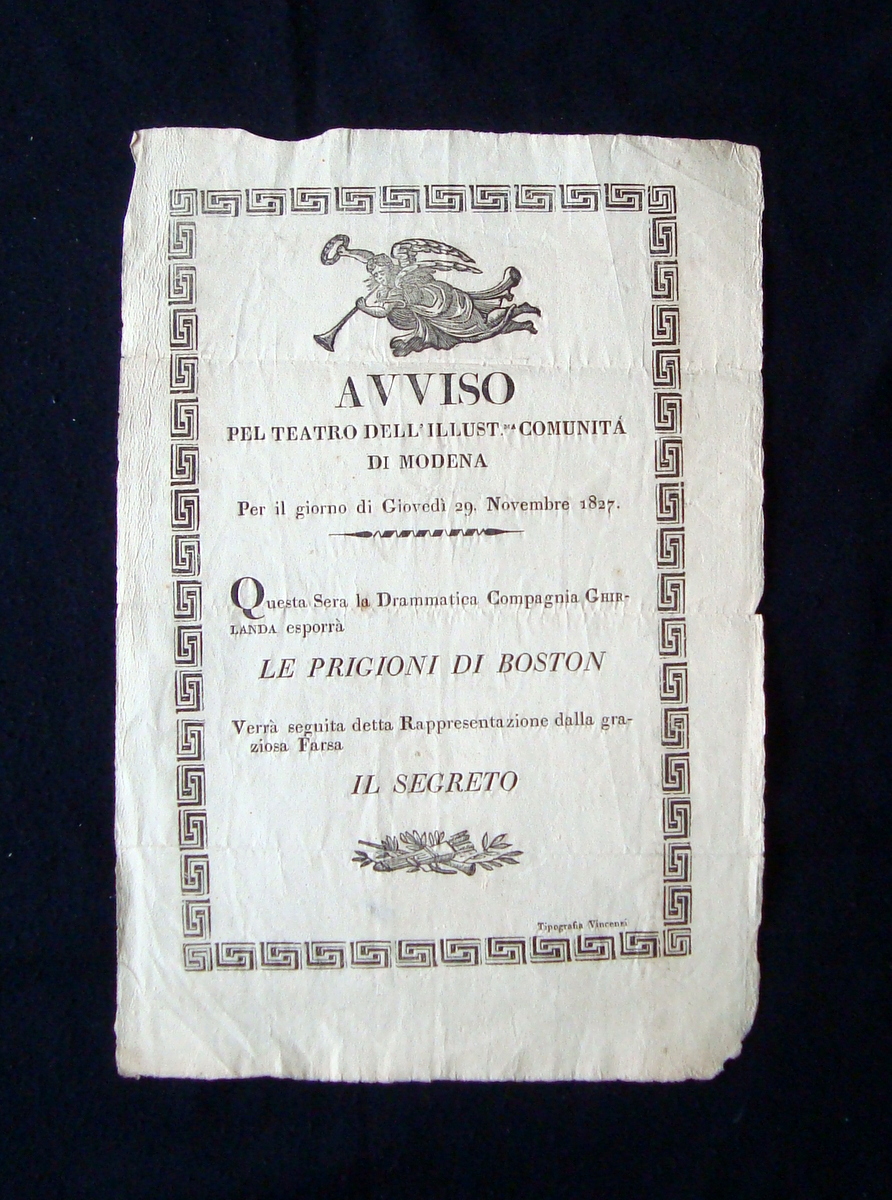 AVVISO
PEL TEATRO DELL'ILLUST.MA COMUNITÁ
DI MODENA
Per il giorno di Giovedì 29. Novembre 1827.
Questa Sera la Drammatica Compagnia GHIR-
LANDA esporrà
LE PRIGIONI DI BOSTON
Verrà seguita detta Rappresentazione dalla gra-
ziosa Farsa
IL SEGRETO
Tipografia Vincenzi